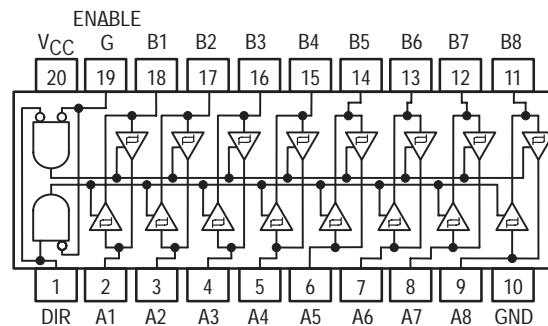 ENABLE
VCC G B1 B2 B3 B4 B5 B6 B7 B8
20 19 18 17 16 15 14 13 12 11
1 2 3 4 5 6 7 8 9 10
DIR A1 A2 A3 A4 A5 A6 A7 A8 GND